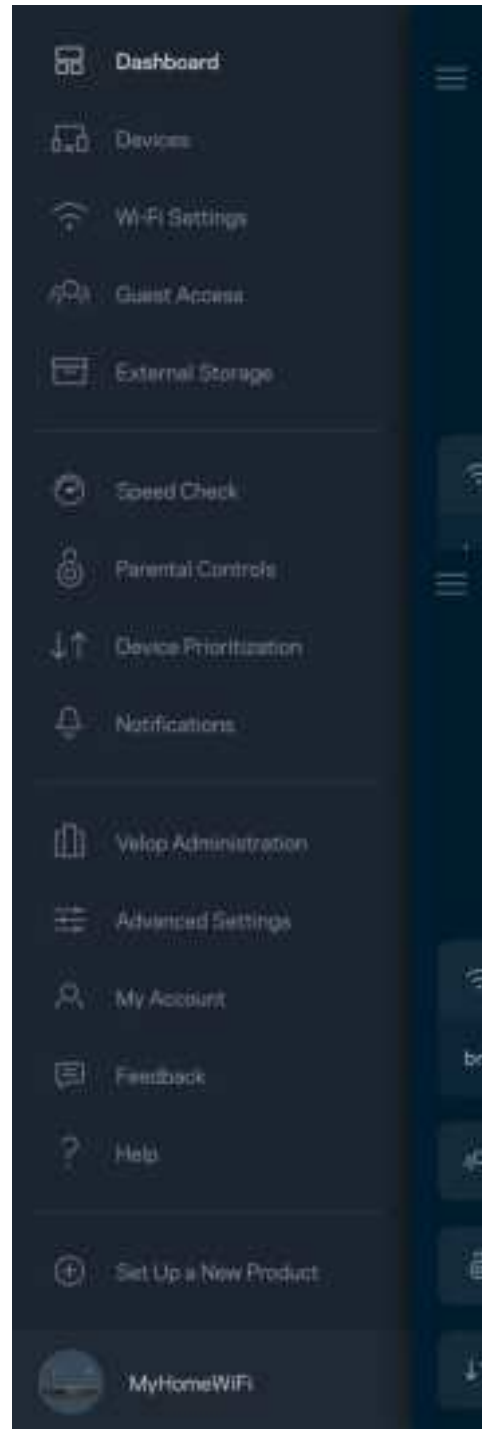 Dashboard
Devices
Wi-Fi Settings
Guest Access
External Storage
Speed Check
Parental Controls
Device Prioritization
Notifications
Velop Administration
Advanced Settings
My Account
Feedback
Help
Set Up a New Product
MyHomeWiFi
br